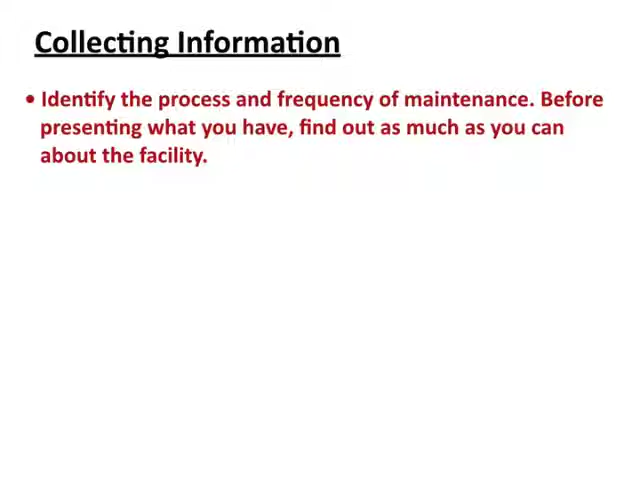 Collecting Information
• Identify the process and frequency of maintenance. Before
presenting what you have, find out as much as you can
about the facility.